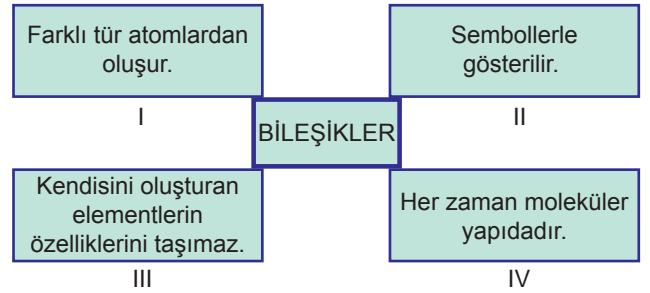 Farklı tür atomlardan
oluşur.
I
Sembollerle
gösterilir.
II
BİLEŞİKLER
Kendisini oluşturan
elementlerin
özelliklerini taşımaz.
III
Her zaman moleküler
yapıdadır.
IV